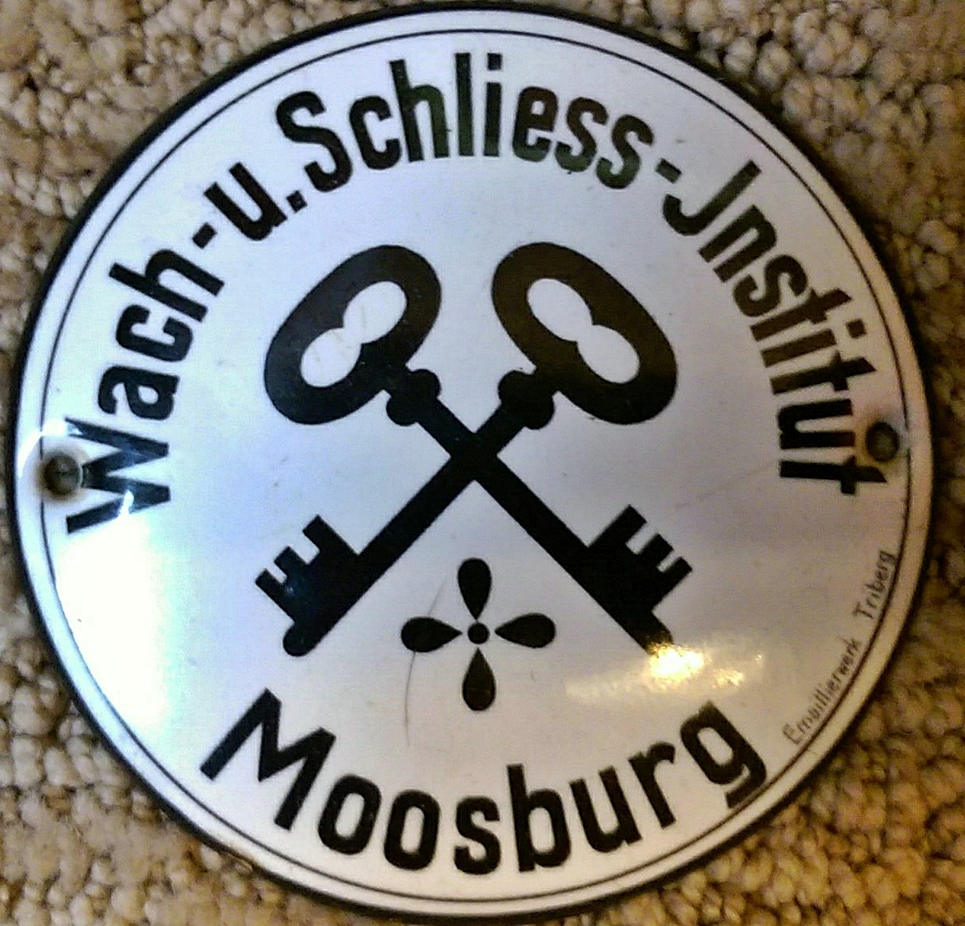 Wach-u.Schliess-Jnstitut
Moosburg
Emaillierwerk Triberg